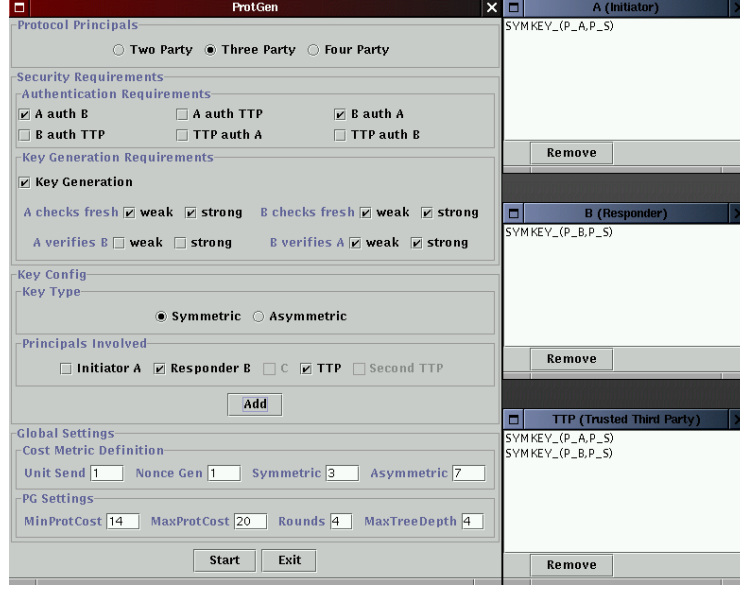 ProtGen
Protocol Principals
Two Party Three Party Four Party
Security Requirements
Authentication Requirements
A auth B A auth TTP B auth A
B auth TTP TTP auth A TTP auth B
Key Generation Requirements
Key Generation
A checks fresh weak strong B checks fresh weak strong
A verifies B weak strong B verifies A weak strong
Key Config
Key Type
Symmetric Asymmetric
Principals Involved
Initiator A Responder B C TTP Second TTP
Add
Global Settings
Cost Metric Definition
Unit Send 1 Nonce Gen 1 Symmetric 3 Asymmetric 7
PG Settings
MinProtCost 14 MaxProtCost 20 Rounds 4 MaxTreeDepth 4
Start Exit
A (Initiator)
SYMKEY_(P_A,P_S)
Remove
B (Responder)
SYMKEY_(P_B,P_S)
Remove
TTP (Trusted Third Party)
SYMKEY_(P_A,P_S)
SYMKEY_(P_B,P_S)
Remove